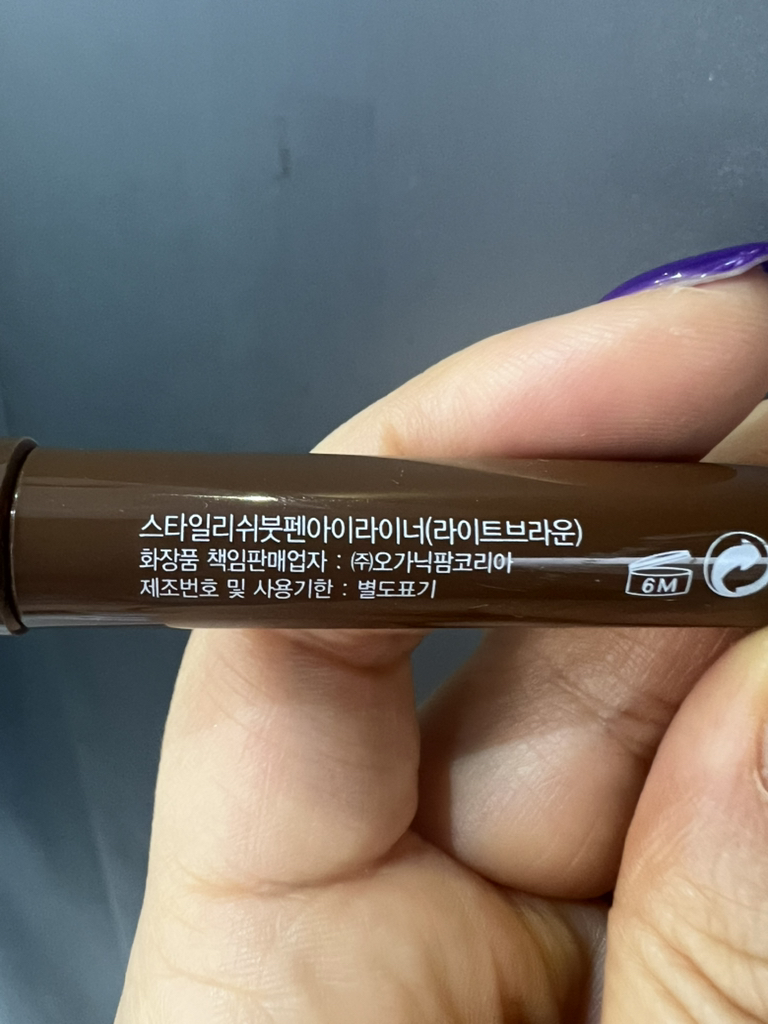 스타일리쉬붓펜아이라이너(라이트브라운)
화장품 책임판매업자 : ㈜오가닉팜코리아
제조번호 및 사용기한 : 별도표기
6M